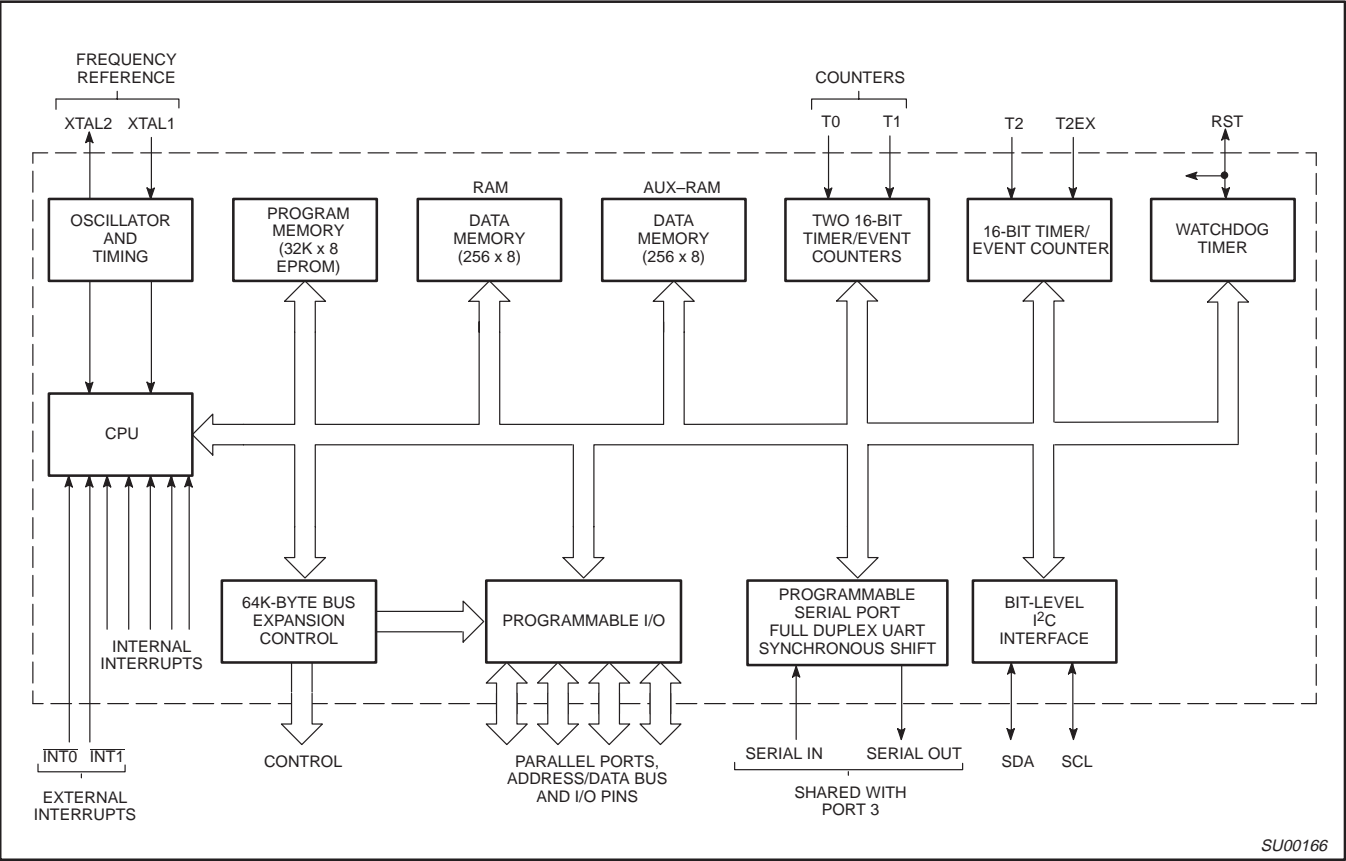 FREQUENCY
REFERENCE
COUNTERS
XTAL2 XTAL1
T0 T1
T2 T2EX
RST
RAM
AUX–RAM
OSCILLATOR
AND
TIMING
PROGRAM
MEMORY
(32K x 8
EPROM)
DATA
MEMORY
(256 x 8)
DATA
MEMORY
(256 x 8)
TWO 16-BIT
TIMER/EVENT
COUNTERS
16-BIT TIMER/
EVENT COUNTER
WATCHDOG
TIMER
CPU
INTERNAL
INTERRUPTS
64K-BYTE BUS
EXPANSION
CONTROL
PROGRAMMABLE I/O
PROGRAMMABLE
SERIAL PORT
FULL DUPLEX UART
SYNCHRONOUS SHIFT
BIT-LEVEL
I²C
INTERFACE
INT0 INT1
EXTERNAL
INTERRUPTS
CONTROL
PARALLEL PORTS,
ADDRESS/DATA BUS
AND I/O PINS
SERIAL IN SERIAL OUT
SHARED WITH
PORT 3
SDA SCL
SU00166